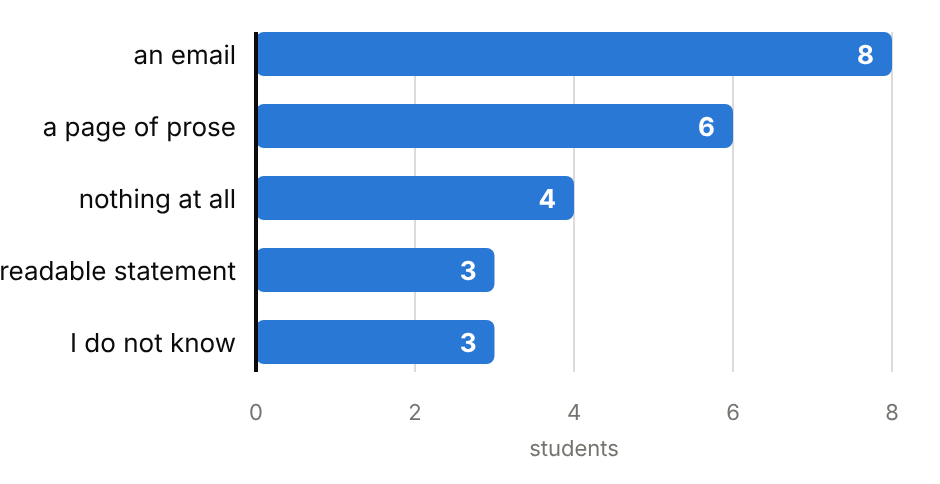 an email
8
a page of prose
6
nothing at all
4
readable statement
3
I do not know
3
0 2 4 6 8
students